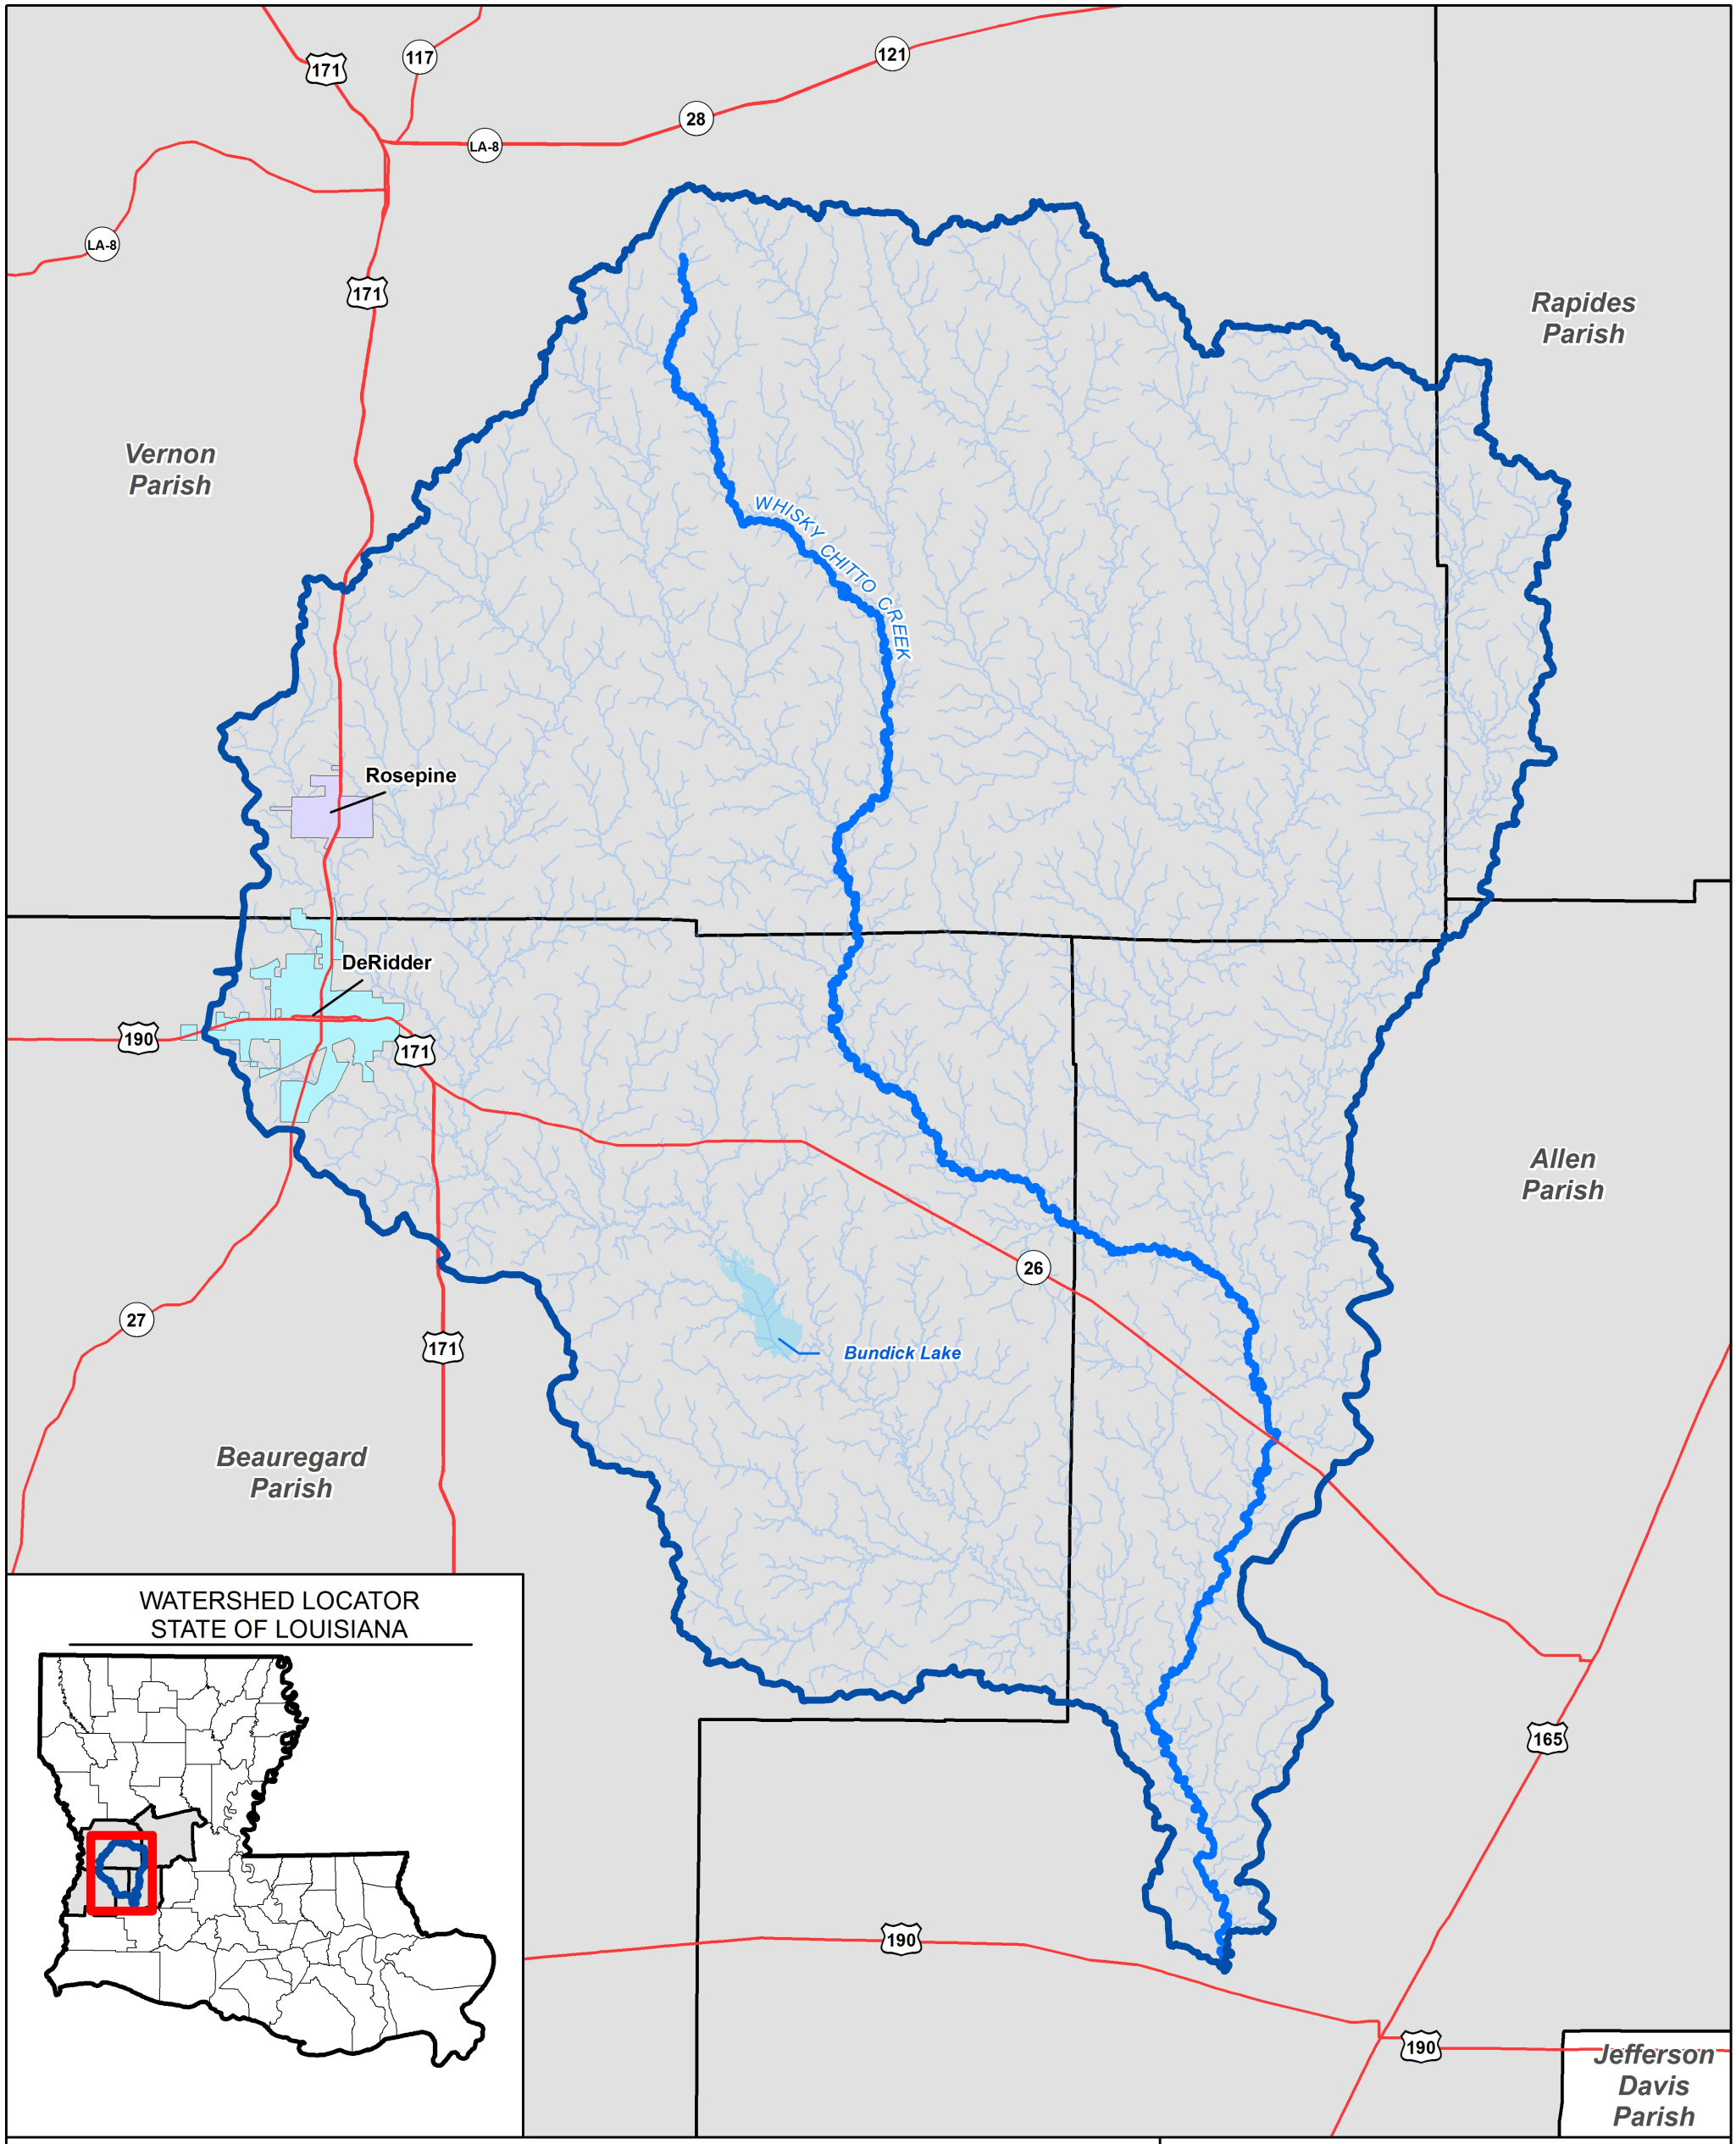 171
117
121
28
LA-8
LA-8
171
Rapides
Parish
Vernon
Parish
WHISKY CHITTO CREEK
Rosepine
DeRidder
190
171
Allen
Parish
26
27
171
Bundick Lake
Beauregard
Parish
WATERSHED LOCATOR
STATE OF LOUISIANA
165
190
190
Jefferson
Davis
Parish